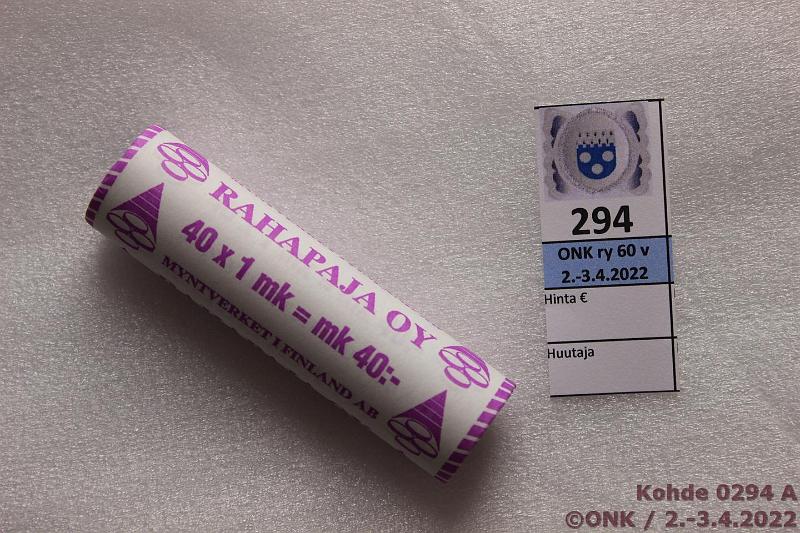 RAHAPAJA OY
40 x 1 mk = mk 40:-
MYNTVERKET I FINLAND AB
294
ONK ry 60 v
2.-3.4.2022
Hinta €
Huutaja
Kohde 0294 A
©ONK / 2.-3.4.2022